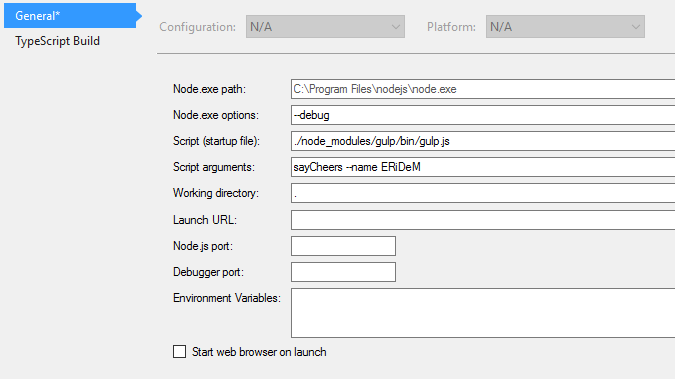 General*
TypeScript Build
Configuration: N/A Platform: N/A
Node.exe path: C:\Program Files\nodejs\node.exe
Node.exe options: --debug
Script (startup file): ./node_modules/gulp/bin/gulp.js
Script arguments: sayCheers --name ERiDeM
Working directory: .
Launch URL:
Node.js port:
Debugger port:
Environment Variables:
Start web browser on launch